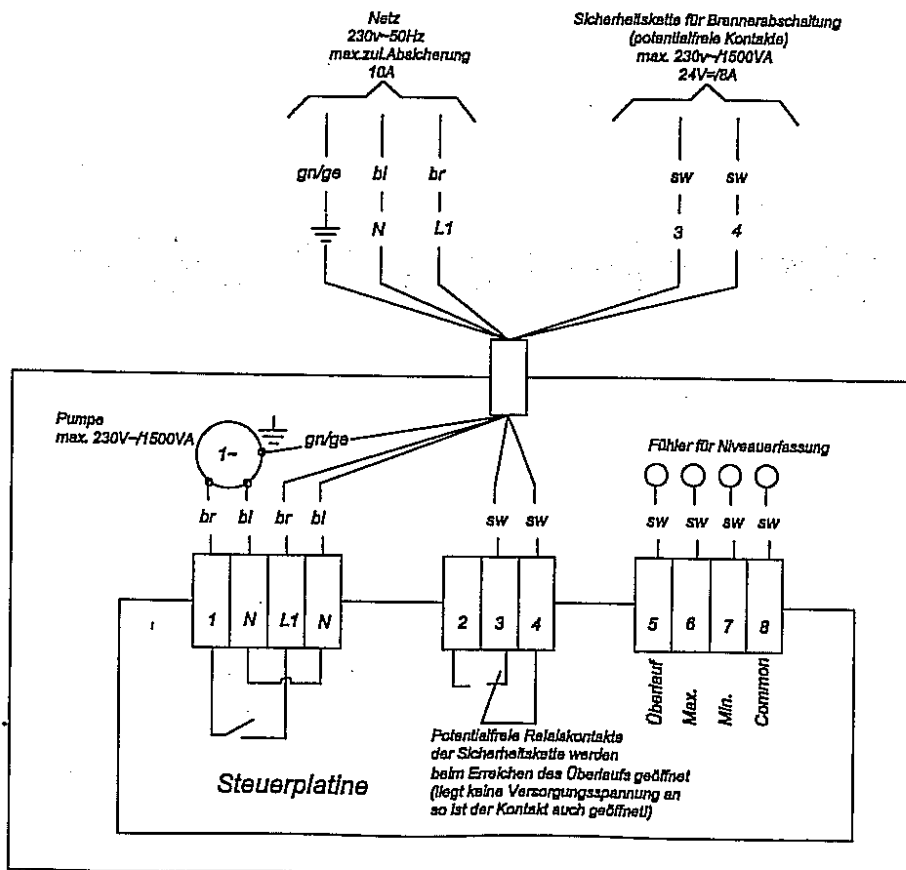 Netz
230v~50Hz
max.zul.Absicherung
10A
Sicherheitskette für Brennerabschaltung
(potentialfreie Kontakte)
max. 230v~/1500VA
24V=/8A
gn/ge
bl
br
sw
sw
N
L1
3
4
Pumpe
max. 230V~/1500VA
1~
gn/ge
Fühler für Niveauerfassung
br
bl
br
bl
sw
sw
sw
sw
sw
sw
1
N
L1
N
2
3
4
5
6
7
8
Überlauf
Max.
Min.
Common
Potentialfreie Relaiskontakte
der Sicherheitskette werden
beim Erreichen des Überlaufs geöffnet
(liegt keine Versorgungsspannung an
so ist der Kontakt auch geöffnet!)
Steuerplatine